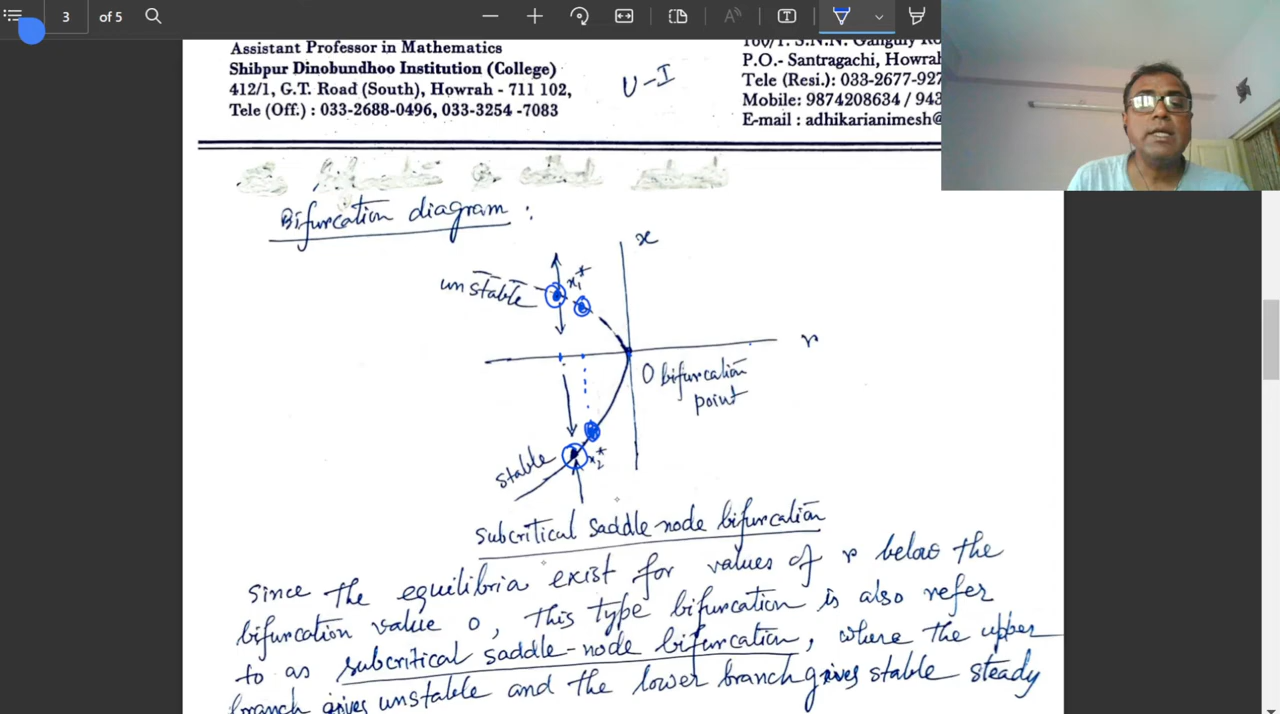 3 of 5
Assistant Professor in Mathematics
Shibpur Dinobundhoo Institution (College)
412/1, G.T. Road (South), Howrah - 711 102,
Tele (Off.) : 033-2688-0496, 033-3254 -7083
U-I
100/1. S.N.N. Ganguly
P.O.- Santragachi, Howrah
Tele (Resi.): 033-2677-927
Mobile: 9874208634 / 943
E-mail : adhikarianimesh@
Bifurcation diagram :
x
unstable
x₁*
r
0 bifurcation
point
stable
x₂*
subcritical saddle-node bifurcation
since the equilibria exist for values of r below the
bifurcation value 0, this type bifurcation is also refer
to as subcritical saddle-node bifurcation, where the upper
branch gives unstable and the lower branch gives stable steady